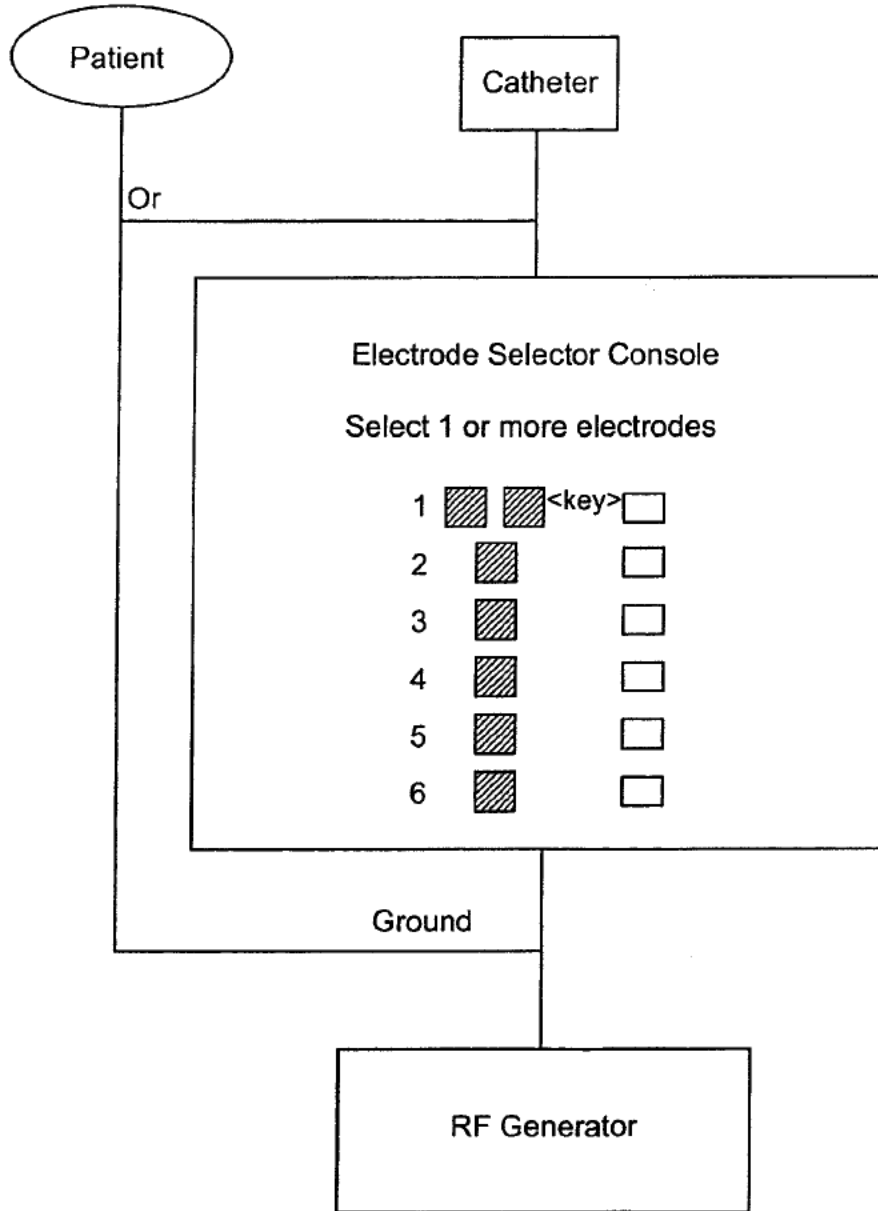 Patient
Catheter
Or
Electrode Selector Console
Select 1 or more electrodes
1 <key>
2
3
4
5
6
Ground
RF Generator